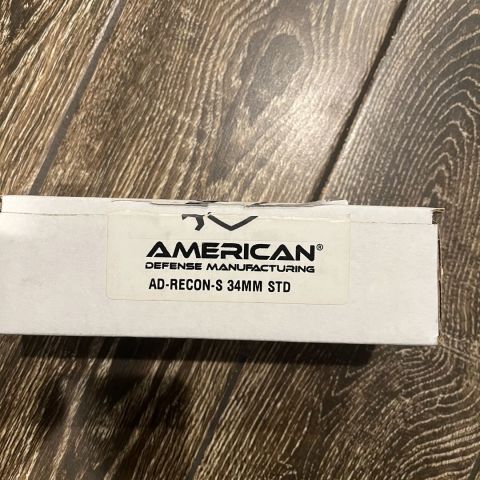 AMERICAN®
DEFENSE MANUFACTURING
AD-RECON-S 34MM STD